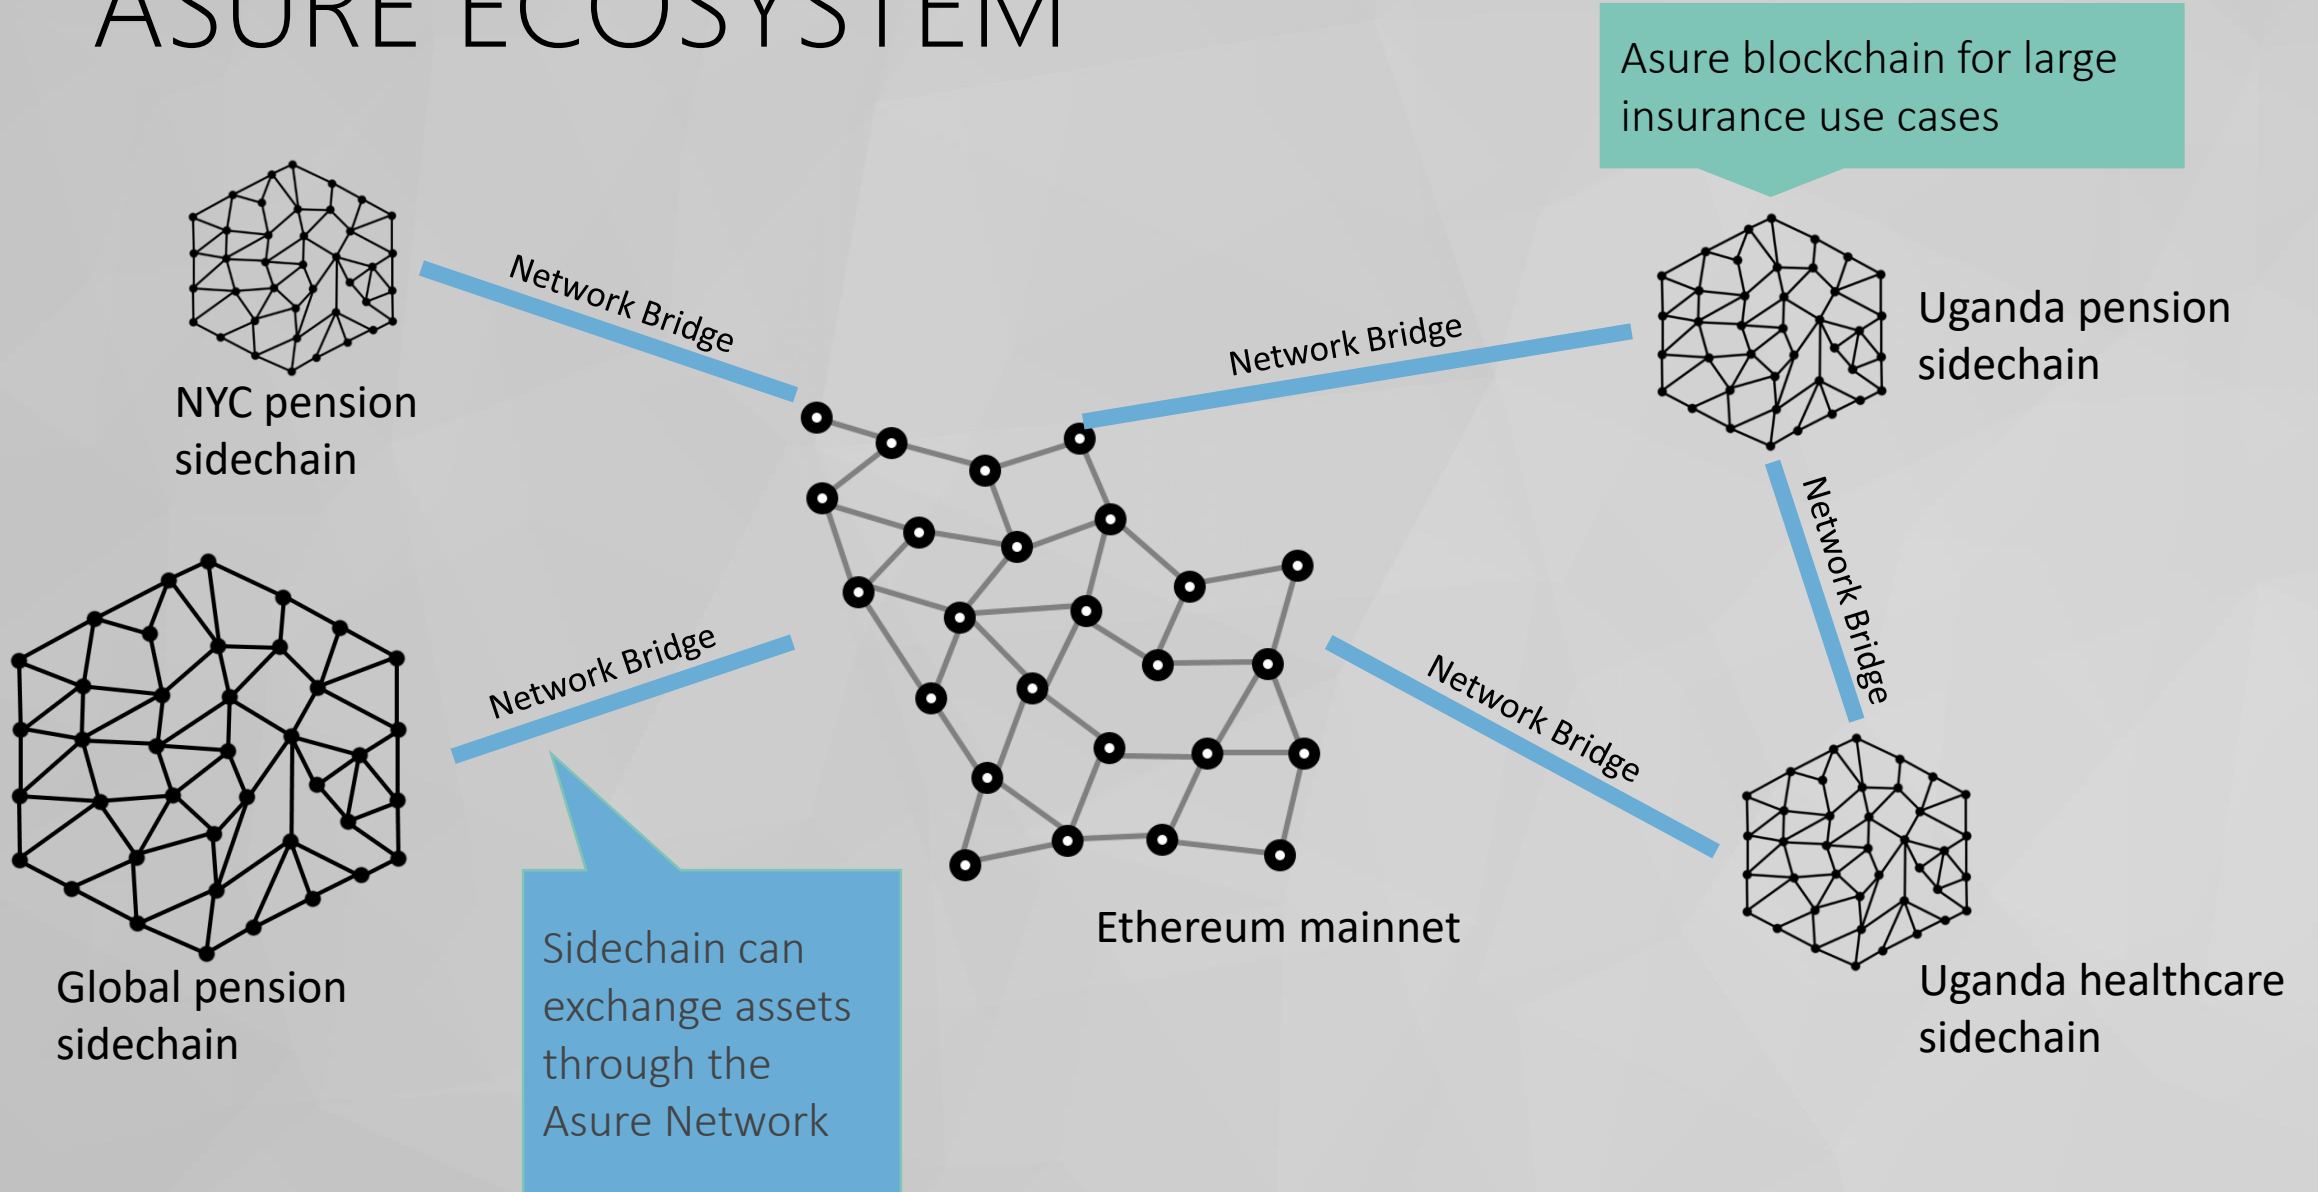 ASURE ECOSYSTEM
Asure blockchain for large
insurance use cases
Network Bridge
NYC pension
sidechain
Network Bridge
Uganda pension
sidechain
Network Bridge
Network Bridge
Global pension
sidechain
Network Bridge
Ethereum mainnet
Uganda healthcare
sidechain
Sidechain can
exchange assets
through the
Asure Network